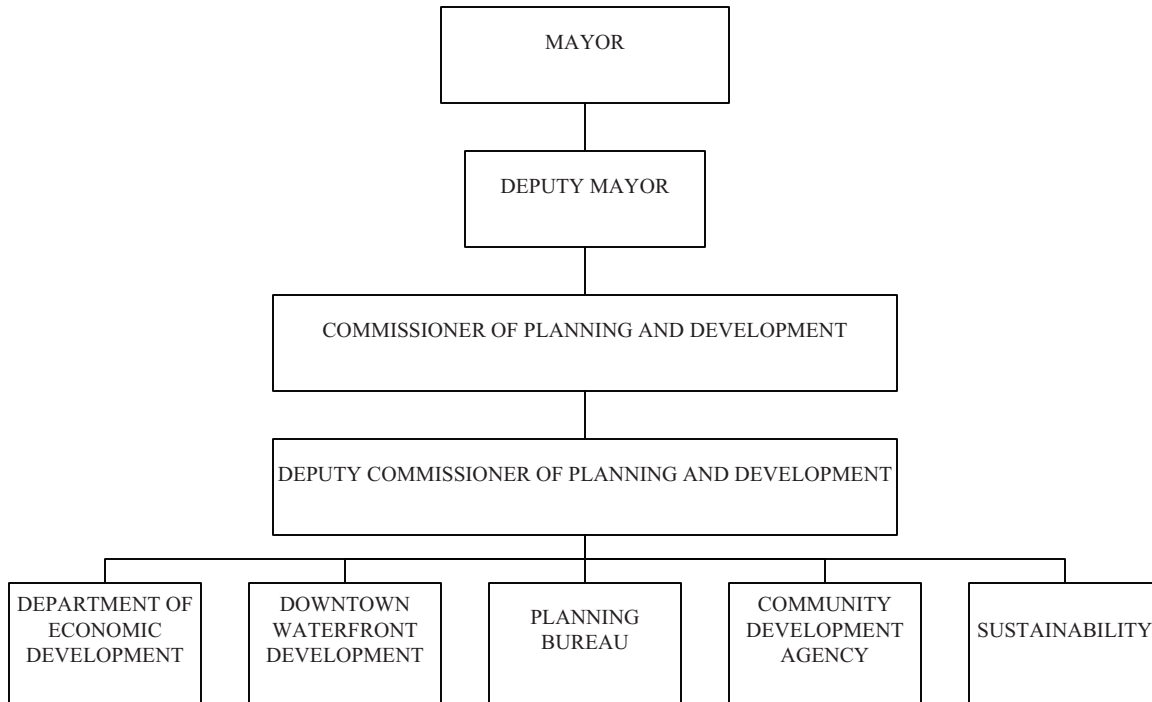 MAYOR
DEPUTY MAYOR
COMMISSIONER OF PLANNING AND DEVELOPMENT
DEPUTY COMMISSIONER OF PLANNING AND DEVELOPMENT
DEPARTMENT OF
ECONOMIC
DEVELOPMENT
DOWNTOWN
WATERFRONT
DEVELOPMENT
PLANNING
BUREAU
COMMUNITY
DEVELOPMENT
AGENCY
SUSTAINABILITY